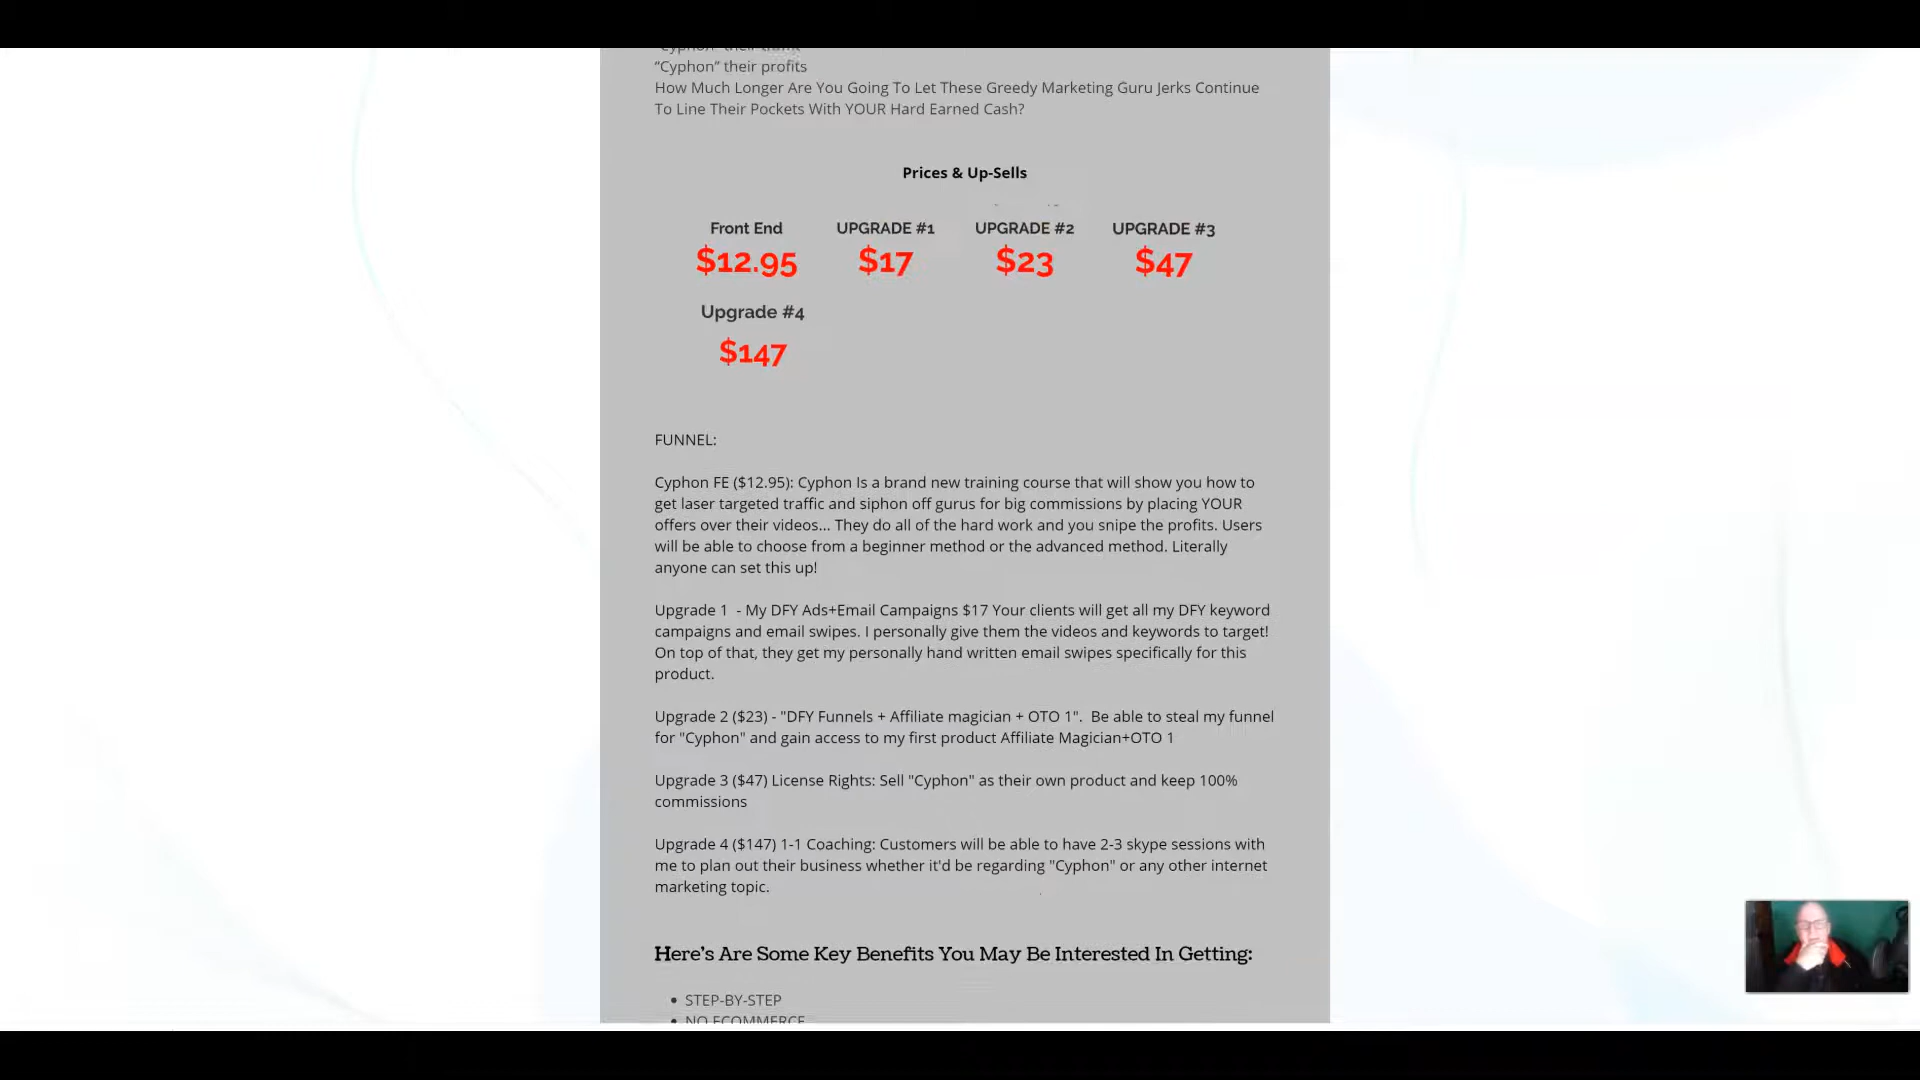 “Cyphon” their profits
How Much Longer Are You Going To Let These Greedy Marketing Guru Jerks Continue
To Line Their Pockets With YOUR Hard Earned Cash?
Prices & Up-Sells
Front End UPGRADE #1 UPGRADE #2 UPGRADE #3
$12.95 $17 $23 $47
Upgrade #4
$147
FUNNEL:
Cyphon FE ($12.95): Cyphon Is a brand new training course that will show you how to
get laser targeted traffic and siphon off gurus for big commissions by placing YOUR
offers over their videos... They do all of the hard work and you snipe the profits. Users
will be able to choose from a beginner method or the advanced method. Literally
anyone can set this up!
Upgrade 1  - My DFY Ads+Email Campaigns $17 Your clients will get all my DFY keyword
campaigns and email swipes. I personally give them the videos and keywords to target!
On top of that, they get my personally hand written email swipes specifically for this
product.
Upgrade 2 ($23) - "DFY Funnels + Affiliate magician + OTO 1".  Be able to steal my funnel
for "Cyphon" and gain access to my first product Affiliate Magician+OTO 1
Upgrade 3 ($47) License Rights: Sell "Cyphon" as their own product and keep 100%
commissions
Upgrade 4 ($147) 1-1 Coaching: Customers will be able to have 2-3 skype sessions with
me to plan out their business whether it'd be regarding "Cyphon" or any other internet
marketing topic.
Here’s Are Some Key Benefits You May Be Interested In Getting:
• STEP-BY-STEP
• NO ECOMMERCE